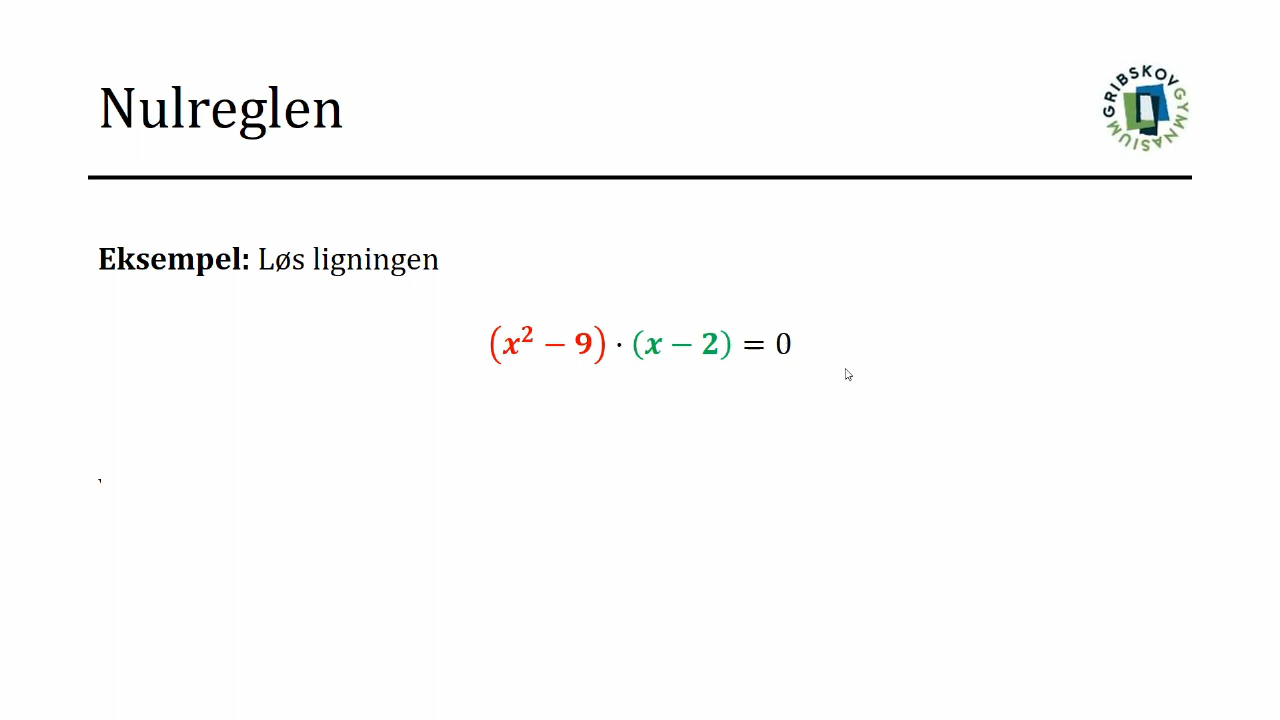 Nulreglen
GRIBSKOV GYMNASIUM
Eksempel: Løs ligningen
(x² − 9) · (x − 2) = 0